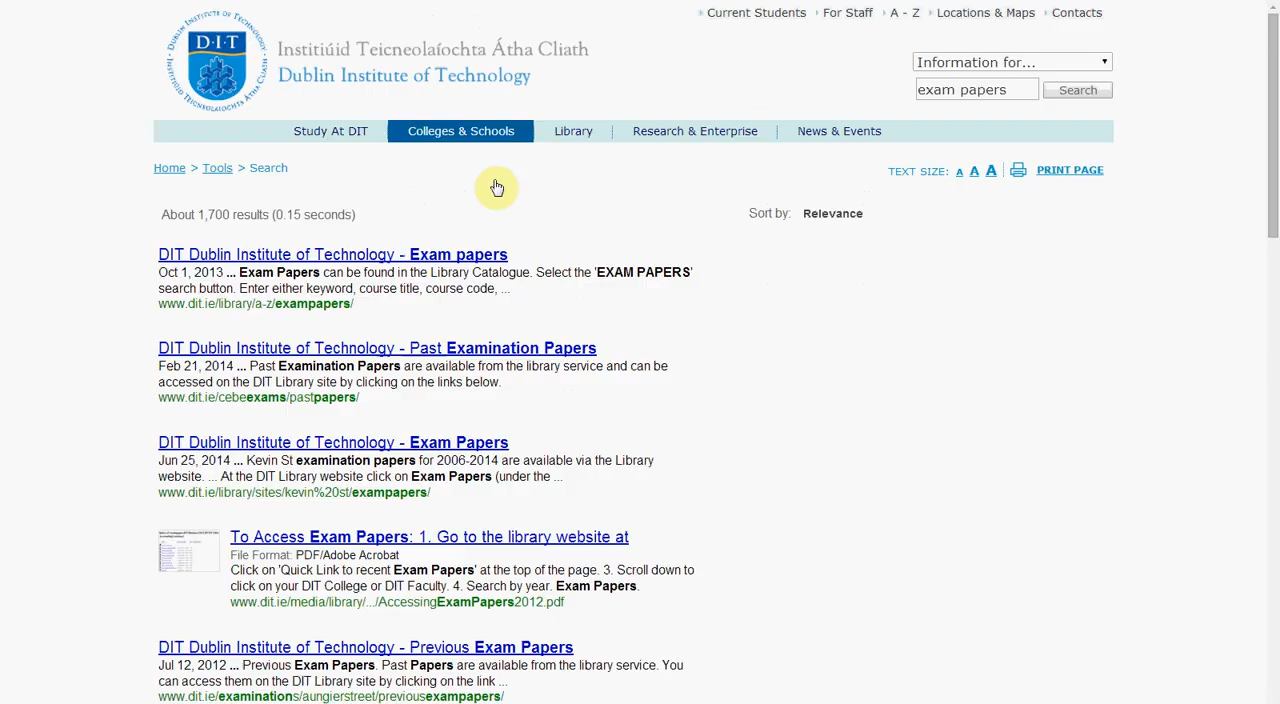 Current Students For Staff A - Z Locations & Maps Contacts
DUBLIN INSTITUTE OF TECHNOLOGY
D·I·T
INSTITIÚID TEICNEOLAÍOCHTA ÁTHA CLIATH
Institiúid Teicneolaíochta Átha Cliath
Dublin Institute of Technology
Information for...
exam papers Search
Study At DIT Colleges & Schools Library Research & Enterprise News & Events
Home > Tools > Search TEXT SIZE: A A A PRINT PAGE
About 1,700 results (0.15 seconds) Sort by: Relevance
DIT Dublin Institute of Technology - Exam papers
Oct 1, 2013 ... Exam Papers can be found in the Library Catalogue. Select the 'EXAM PAPERS'
search button. Enter either keyword, course title, course code, ...
www.dit.ie/library/a-z/exampapers/
DIT Dublin Institute of Technology - Past Examination Papers
Feb 21, 2014 ... Past Examination Papers are available from the library service and can be
accessed on the DIT Library site by clicking on the links below.
www.dit.ie/cebeexams/pastpapers/
DIT Dublin Institute of Technology - Exam Papers
Jun 25, 2014 ... Kevin St examination papers for 2006-2014 are available via the Library
website. ... At the DIT Library website click on Exam Papers (under the ...
www.dit.ie/library/sites/kevin%20st/exampapers/
To Access Exam Papers: 1. Go to the library website at
File Format: PDF/Adobe Acrobat
Click on 'Quick Link to recent Exam Papers' at the top of the page. 3. Scroll down to
click on your DIT College or DIT Faculty. 4. Search by year. Exam Papers.
www.dit.ie/media/library/.../AccessingExamPapers2012.pdf
DIT Dublin Institute of Technology - Previous Exam Papers
Jul 12, 2012 ... Previous Exam Papers. Past Papers are available from the library service. You
can access them on the DIT Library site by clicking on the link ...
www.dit.ie/examinations/aungierstreet/previousexampapers/